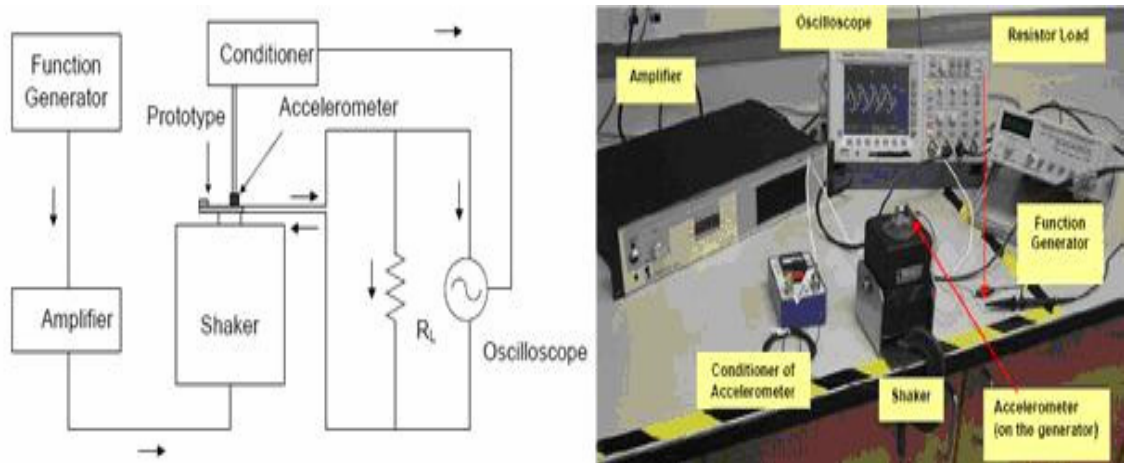 Function
Generator
Conditioner
Prototype
Accelerometer
Amplifier
Shaker
R_L
Oscilloscope
Oscilloscope
Resistor Load
Amplifier
Function
Generator
Conditioner of
Accelerometer
Shaker
Accelerometer
(on the generator)